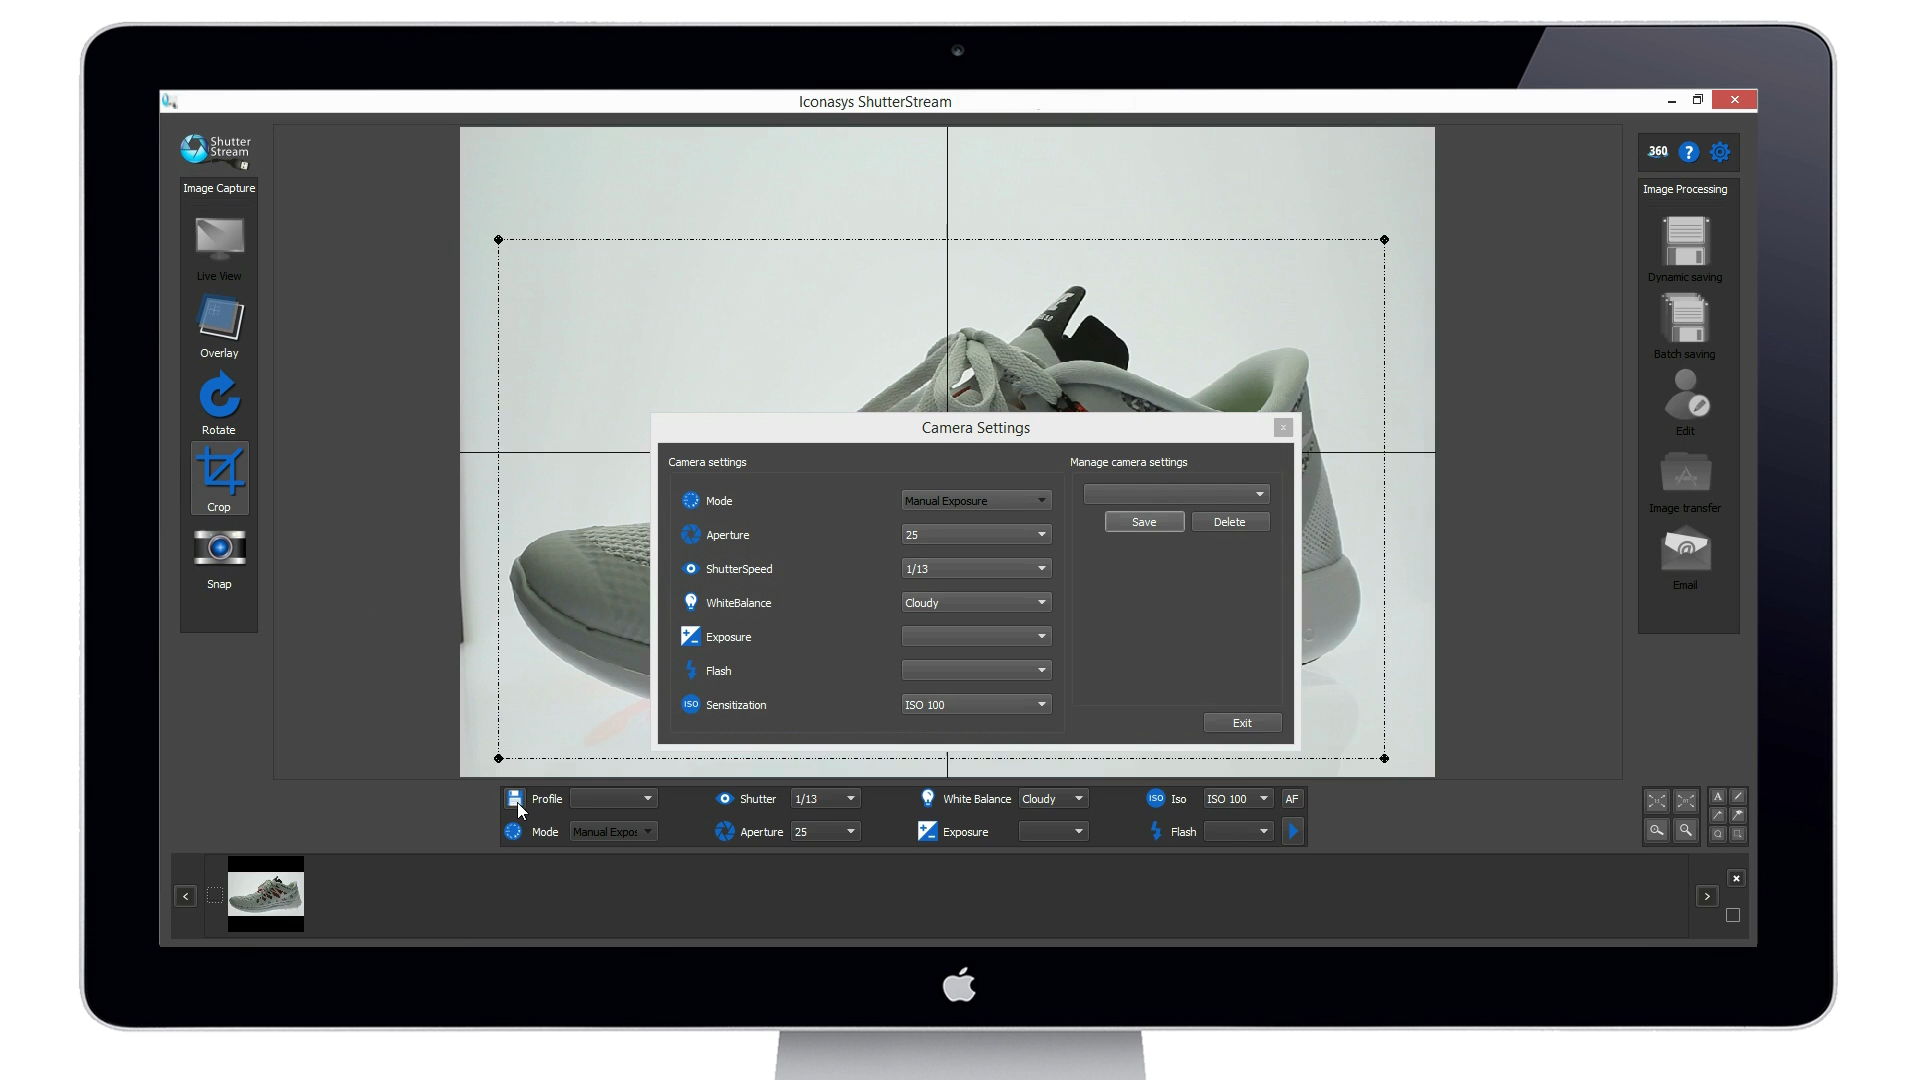 Iconasys ShutterStream
Shutter
Stream
Image Capture
Live View
Overlay
Rotate
Crop
Snap
360
?
Image Processing
Dynamic saving
Batch saving
Edit
Image transfer
Email
Camera Settings
Camera settings
Mode
Manual Exposure
Aperture
25
ShutterSpeed
1/13
WhiteBalance
Cloudy
Exposure
Flash
ISO
Sensitization
ISO 100
Manage camera settings
Save
Delete
Exit
Profile
Shutter
1/13
White Balance
Cloudy
ISO
Iso
ISO 100
AF
Mode
Manual Expos
Aperture
25
Exposure
Flash
A
<
>